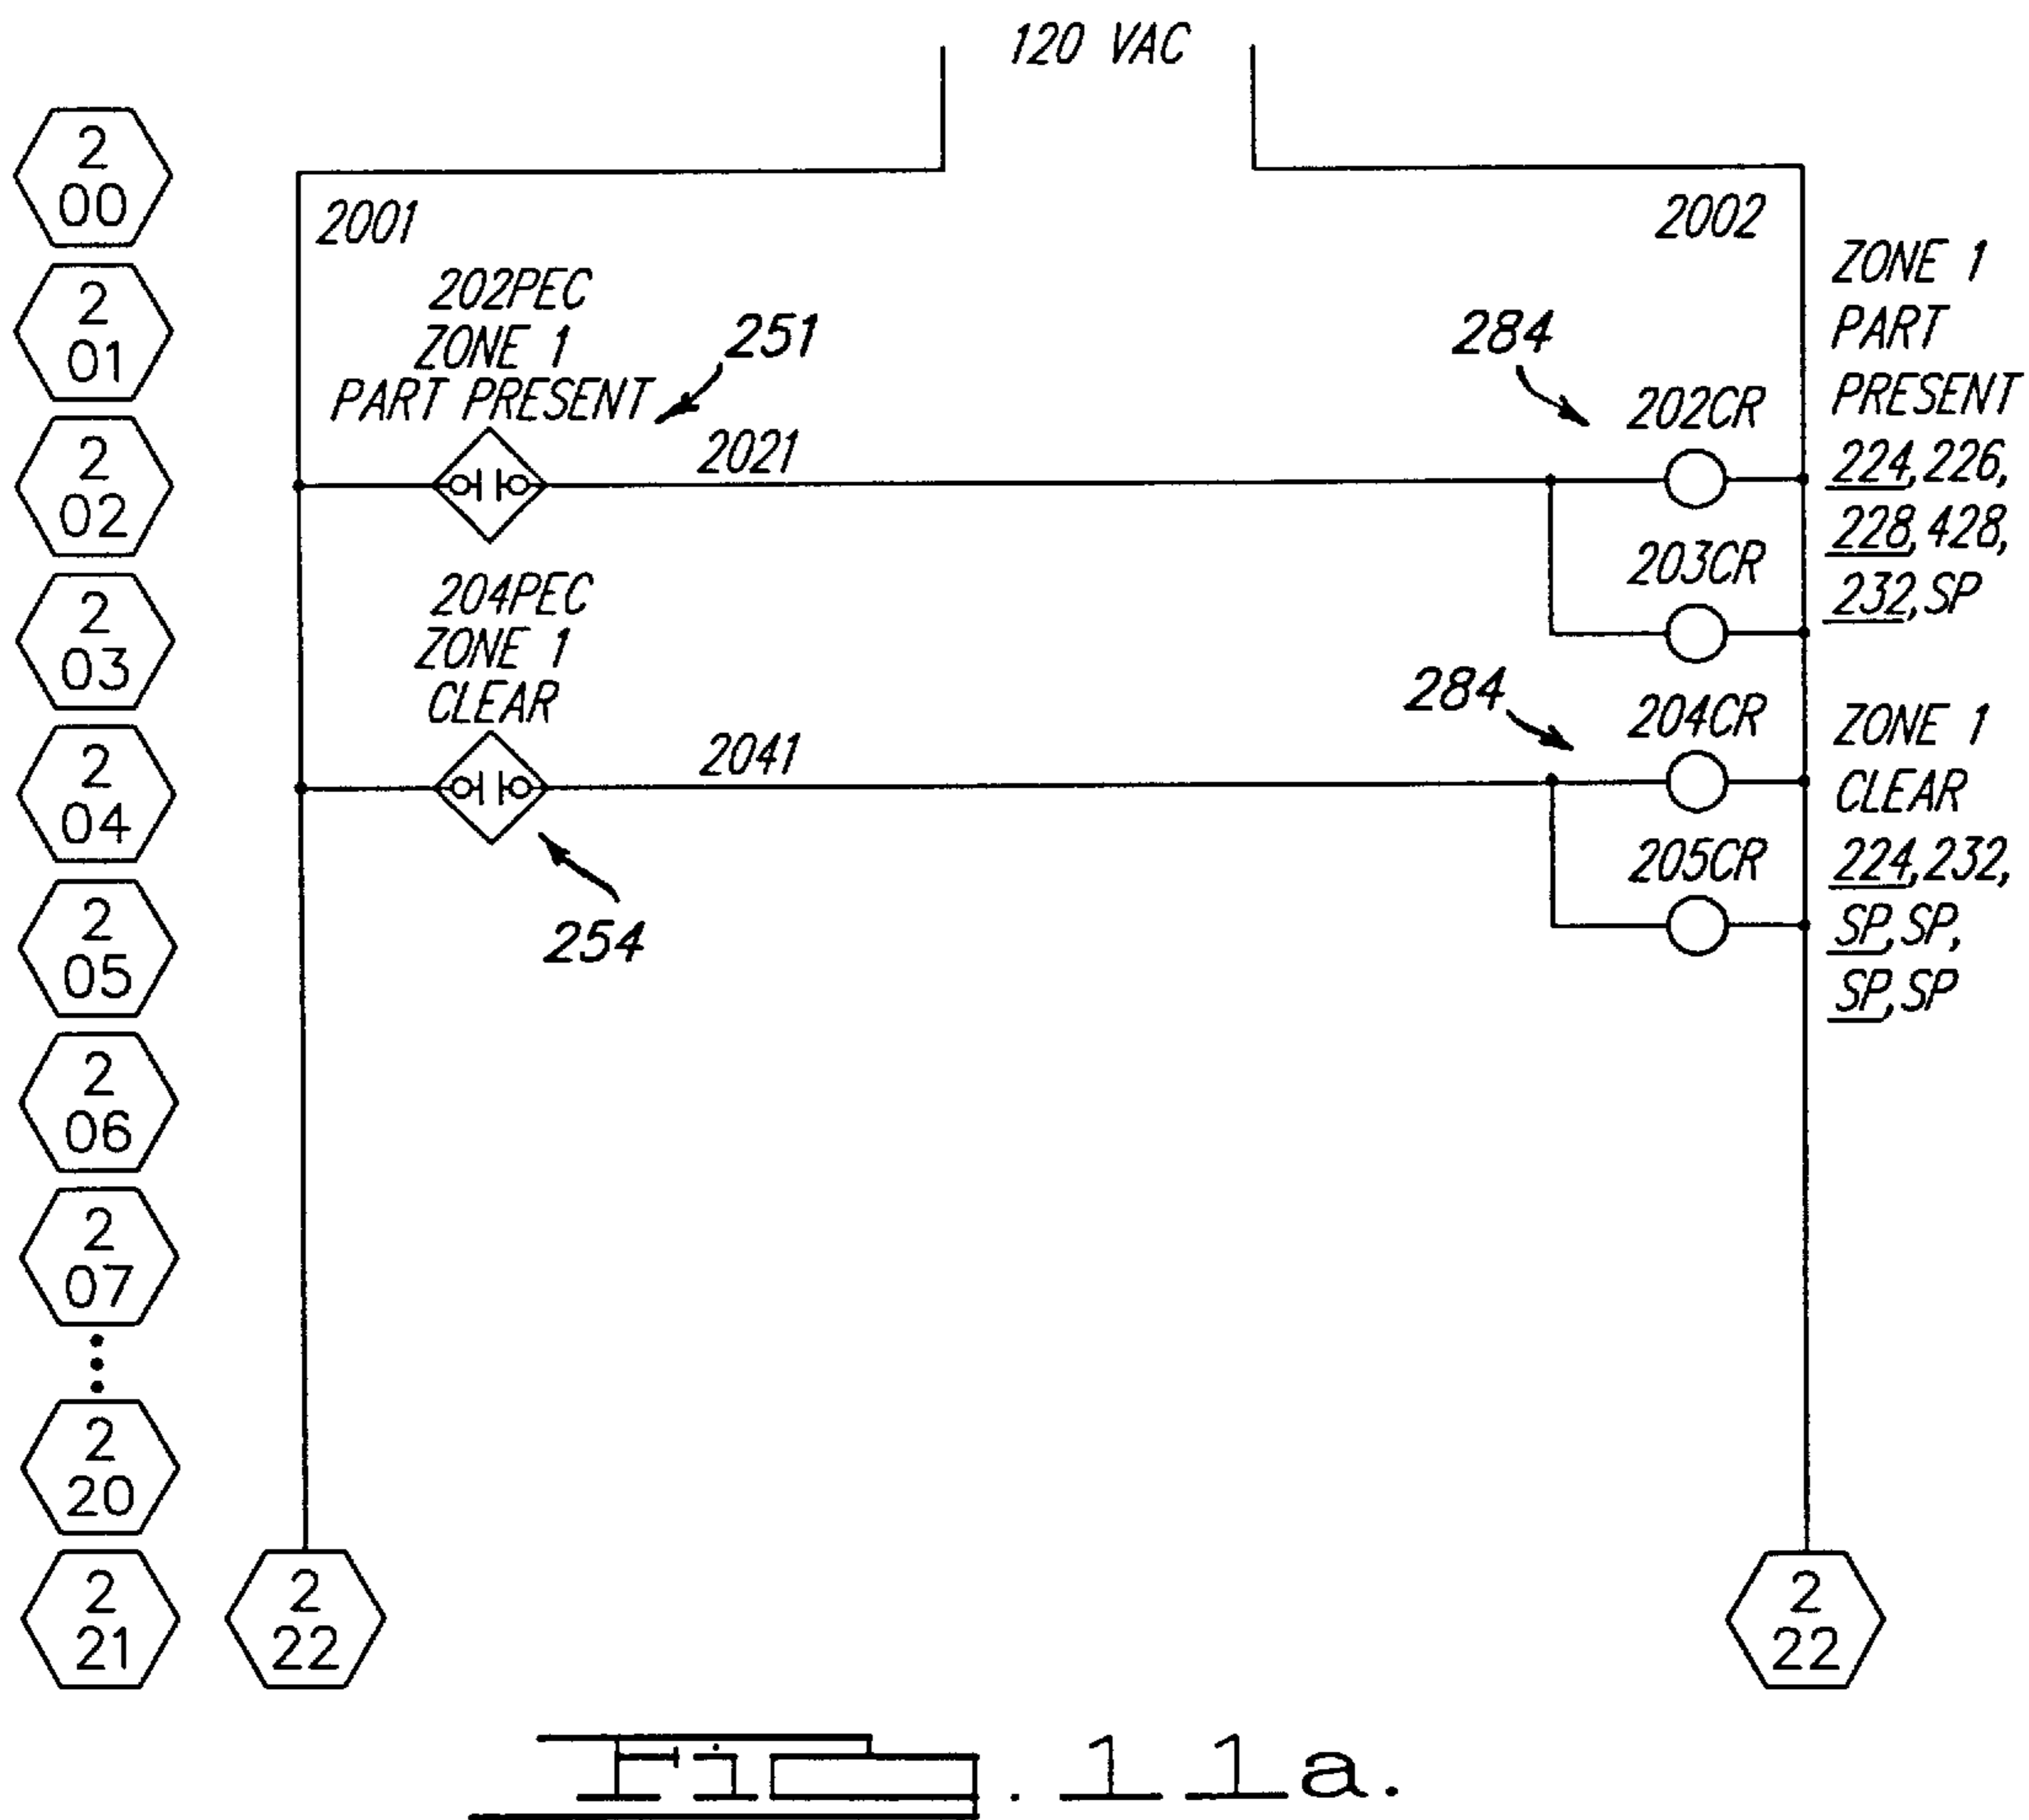 120 VAC
2
00
2001
2002
2
01
202PEC
ZONE 1
PART PRESENT
251
284
202CR
ZONE 1
PART
PRESENT
224, 226,
228, 428,
232, SP
2
02
2021
203CR
2
03
204PEC
ZONE 1
CLEAR
284
204CR
ZONE 1
CLEAR
224, 232,
SP, SP,
SP, SP
2
04
2041
205CR
254
2
05
2
06
2
07
2
20
2
21
2
22
2
22
Fig. 11a.